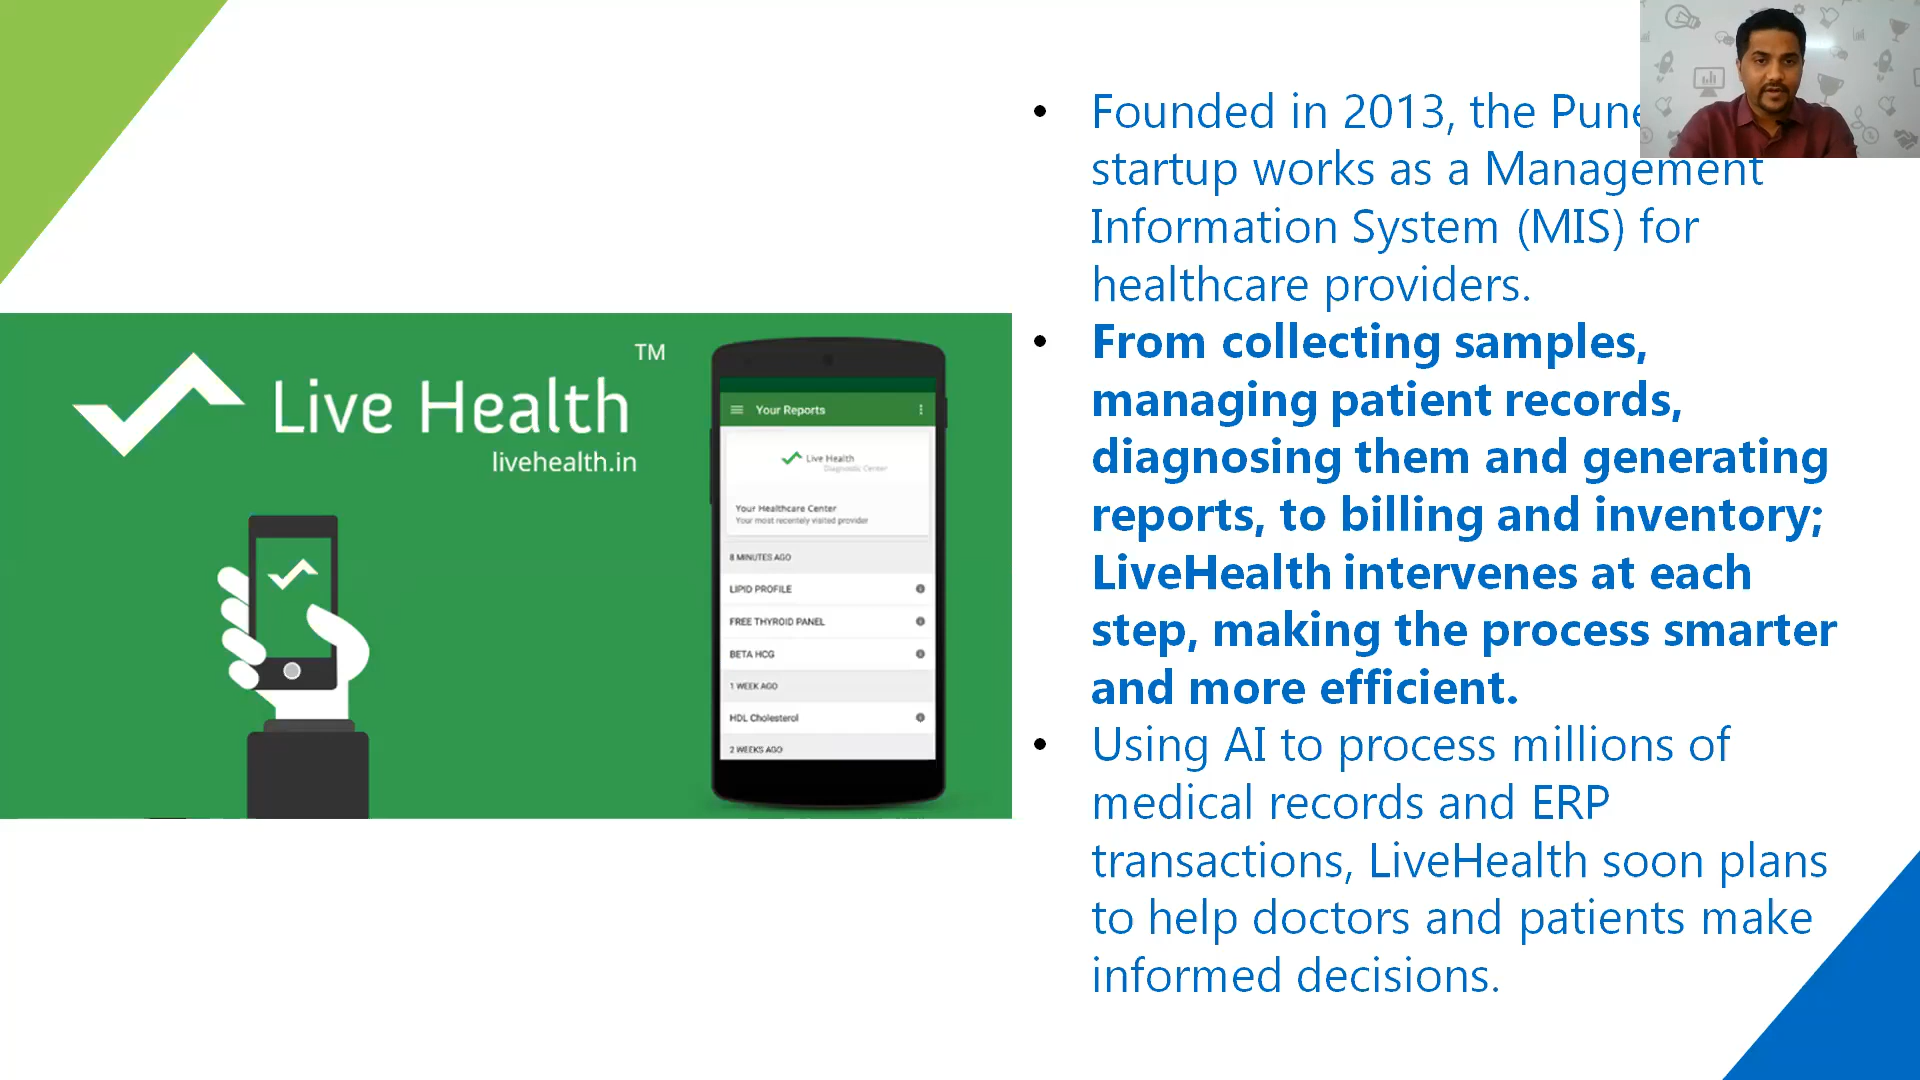 TM
Live Health
livehealth.in
Your Reports
Live Health
Diagnostic Center
Your Healthcare Center
Your most recently visited provider
8 MINUTES AGO
LIPID PROFILE
FREE THYROID PANEL
BETA HCG
1 WEEK AGO
HDL Cholesterol
2 WEEKS AGO
• Founded in 2013, the Pune
startup works as a Management
Information System (MIS) for
healthcare providers.
• From collecting samples,
managing patient records,
diagnosing them and generating
reports, to billing and inventory;
LiveHealth intervenes at each
step, making the process smarter
and more efficient.
• Using AI to process millions of
medical records and ERP
transactions, LiveHealth soon plans
to help doctors and patients make
informed decisions.